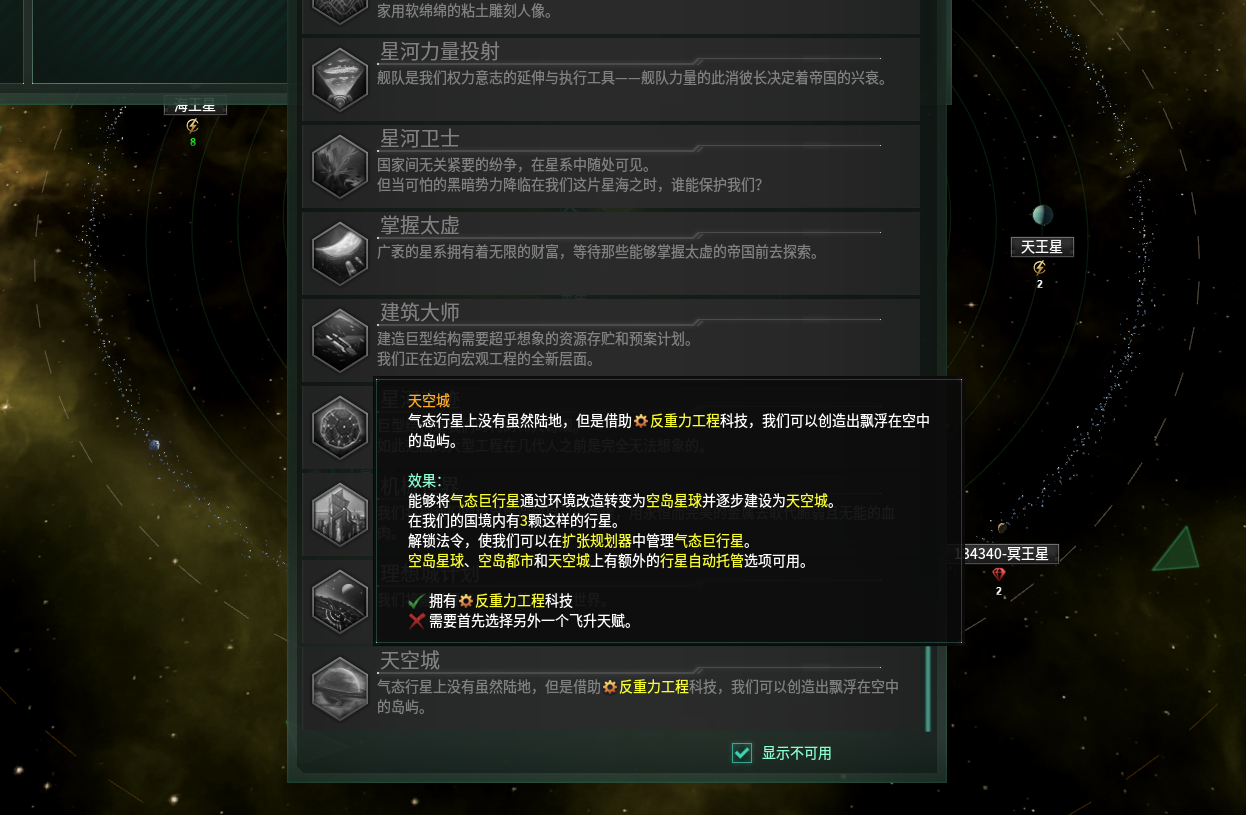 家用软绵绵的粘土雕刻人像。
星河力量投射
舰队是我们权力意志的延伸与执行工具——舰队力量的此消彼长决定着帝国的兴衰。
海王星
8
星河卫士
国家间无关紧要的纷争，在星系中随处可见。
但当可怕的黑暗势力降临在我们这片星海之时，谁能保护我们?
掌握太虚
广袤的星系拥有着无限的财富，等待那些能够掌握太虚的帝国前去探索。
天王星
2
建筑大师
建造巨型结构需要超乎想象的资源存贮和预案计划。
我们正在迈向宏观工程的全新层面。
天空城
气态行星上没有虽然陆地，但是借助反重力工程科技，我们可以创造出飘浮在空中
的岛屿。
效果:
能够将气态巨行星通过环境改造转变为空岛星球并逐步建设为天空城。
在我们的国境内有3颗这样的行星。
解锁法令，使我们可以在扩张规划器中管理气态巨行星。
空岛星球、空岛都市和天空城上有额外的行星自动托管选项可用。
拥有反重力工程科技
需要首先选择另外一个飞升天赋。
134340-冥王星
2
理想城计划
天空城
气态行星上没有虽然陆地，但是借助反重力工程科技，我们可以创造出飘浮在空中
的岛屿。
显示不可用